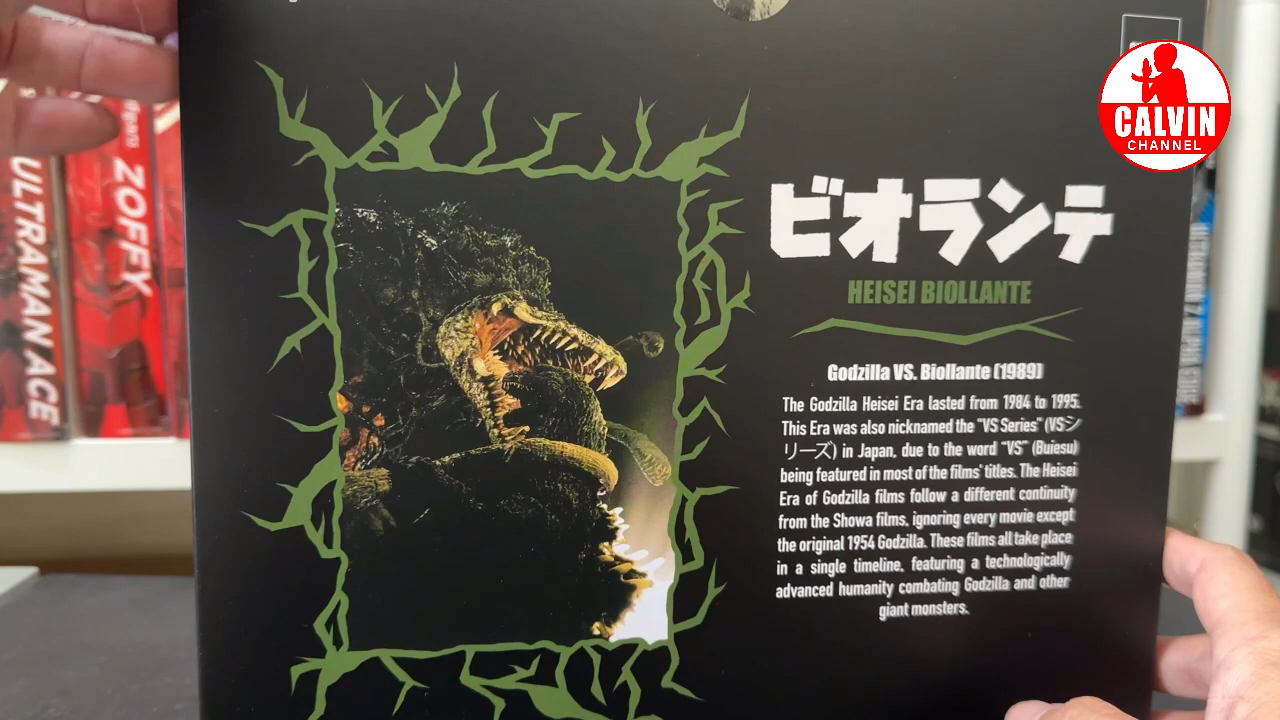 CALVIN
CHANNEL
ULTRAMAN ACE
ZOFFY
ビオランテ
HEISEI BIOLLANTE
Godzilla VS. Biollante (1989)
The Godzilla Heisei Era lasted from 1984 to 1995.
This Era was also nicknamed the "VS Series" (VSシ
リーズ) in Japan, due to the word "VS" (Buiesu)
being featured in most of the films' titles. The Heisei
Era of Godzilla films follow a different continuity
from the Showa films, ignoring every movie except
the original 1954 Godzilla. These films all take place
in a single timeline, featuring a technologically
advanced humanity combating Godzilla and other
giant monsters.